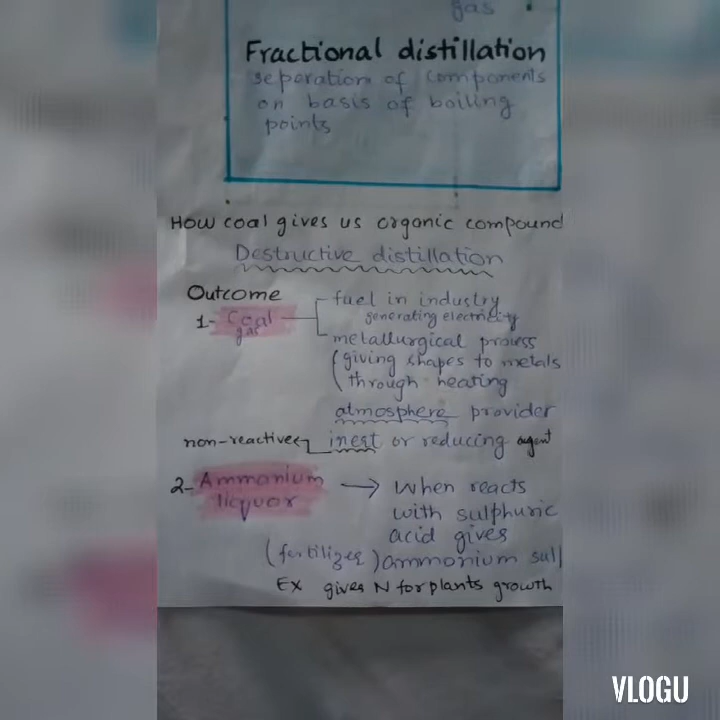 gas
Fractional distillation
separation of components
on basis of boiling
points
How coal gives us organic compound
Destructive distillation
Outcome
1- Coal gas
fuel in industry
generating electricity
metallurgical process
(giving shapes to metals
through heating
atmosphere provider
non-reactive inert or reducing agent
2- Ammonium
liquor
When reacts
with sulphuric
acid gives
(fertilizer) ammonium sul
Ex gives N for plants growth
VLOGU